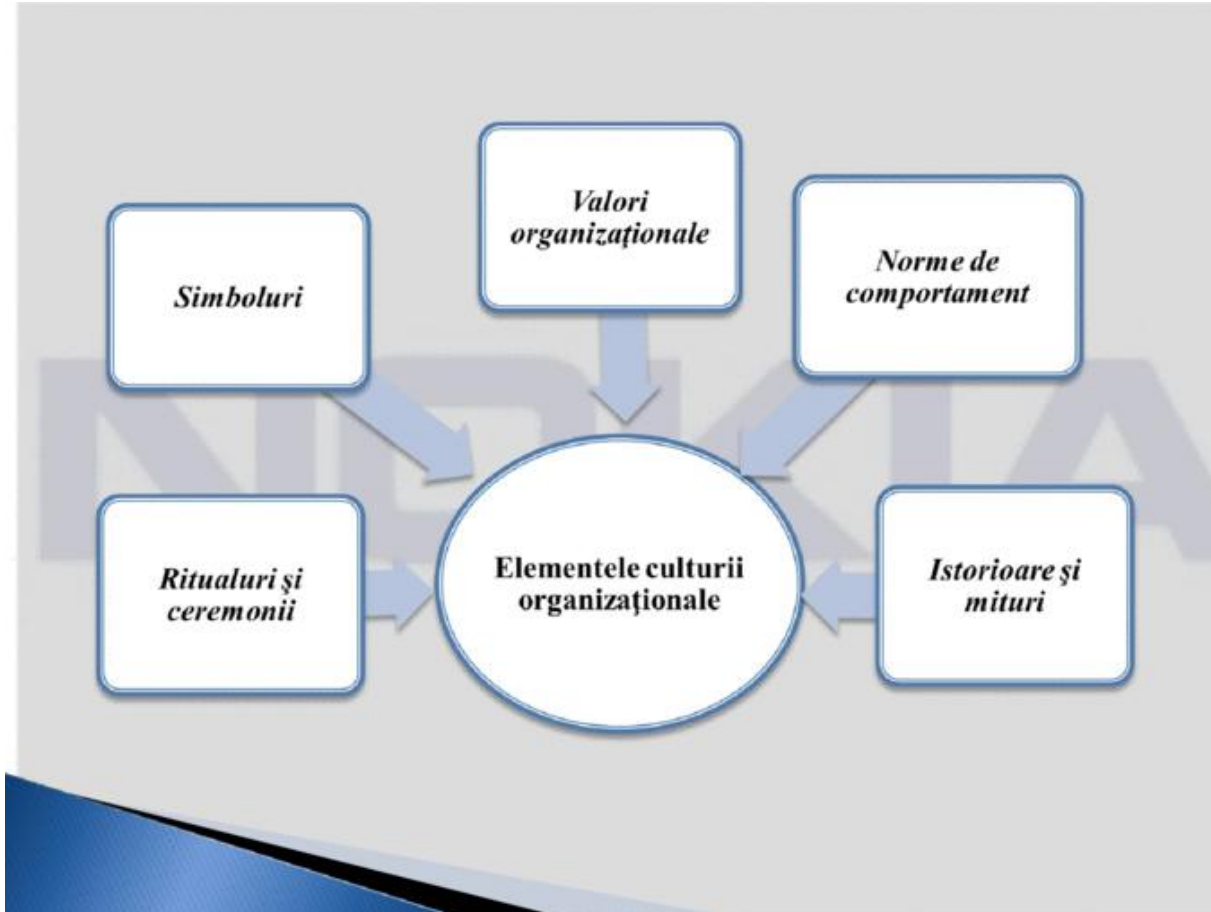 Valori
organizaţionale
Simboluri
Norme de
comportament
Elementele culturii
organizaţionale
Ritualuri şi
ceremonii
Istorioare şi
mituri
NOKIA